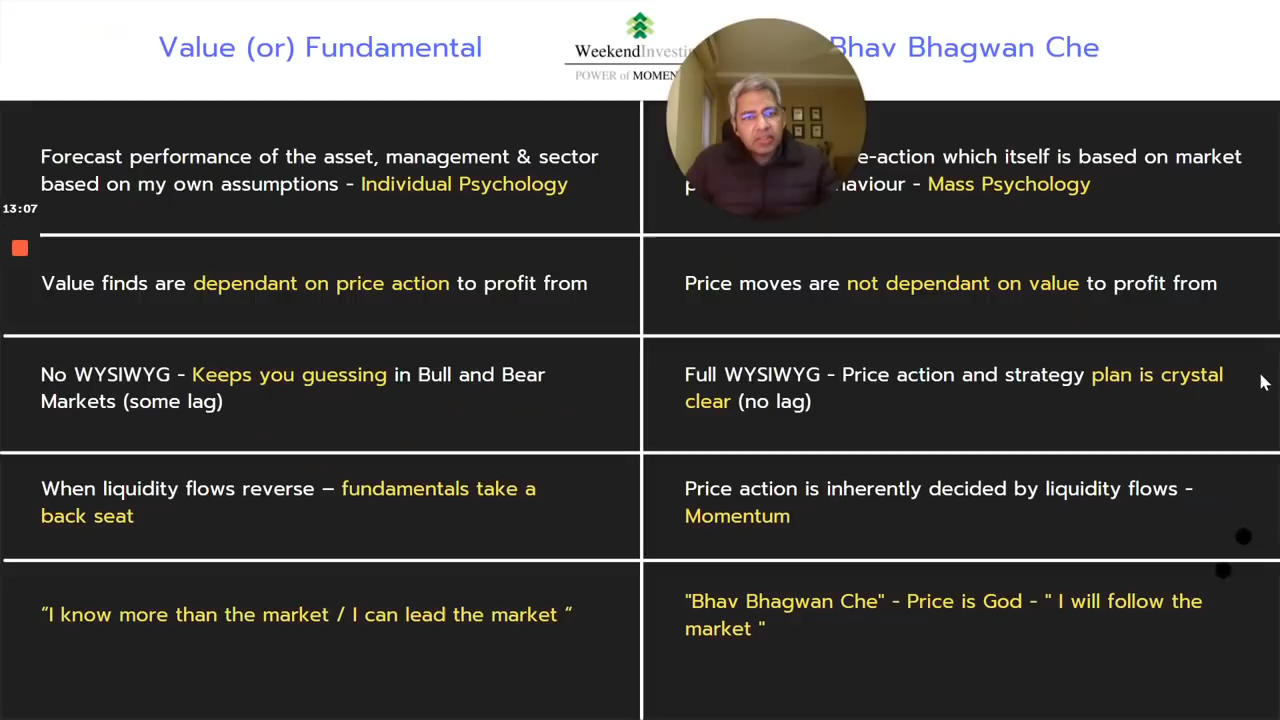 Value (or) Fundamental
WeekendInvesti
POWER of MOMEN
Bhav Bhagwan Che
Forecast performance of the asset, management & sector
based on my own assumptions - Individual Psychology
e-action which itself is based on market
haviour - Mass Psychology
13:07
Value finds are dependant on price action to profit from
Price moves are not dependant on value to profit from
No WYSIWYG - Keeps you guessing in Bull and Bear
Markets (some lag)
Full WYSIWYG - Price action and strategy plan is crystal
clear (no lag)
When liquidity flows reverse – fundamentals take a
back seat
Price action is inherently decided by liquidity flows -
Momentum
“I know more than the market / I can lead the market “
"Bhav Bhagwan Che" - Price is God - " I will follow the
market "